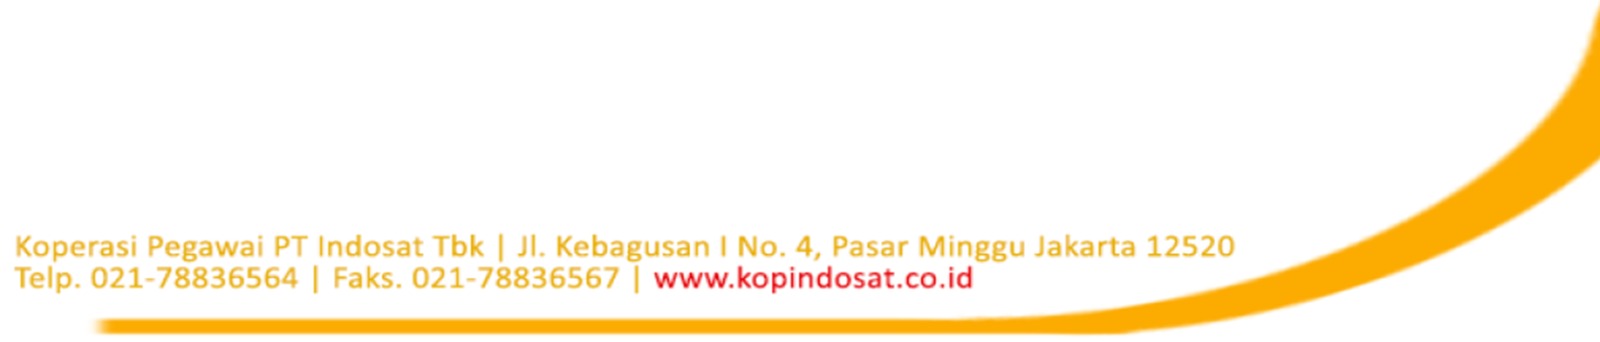 Koperasi Pegawai PT Indosat Tbk | Jl. Kebagusan I No. 4, Pasar Minggu Jakarta 12520
Telp. 021-78836564 | Faks. 021-78836567 | www.kopindosat.co.id